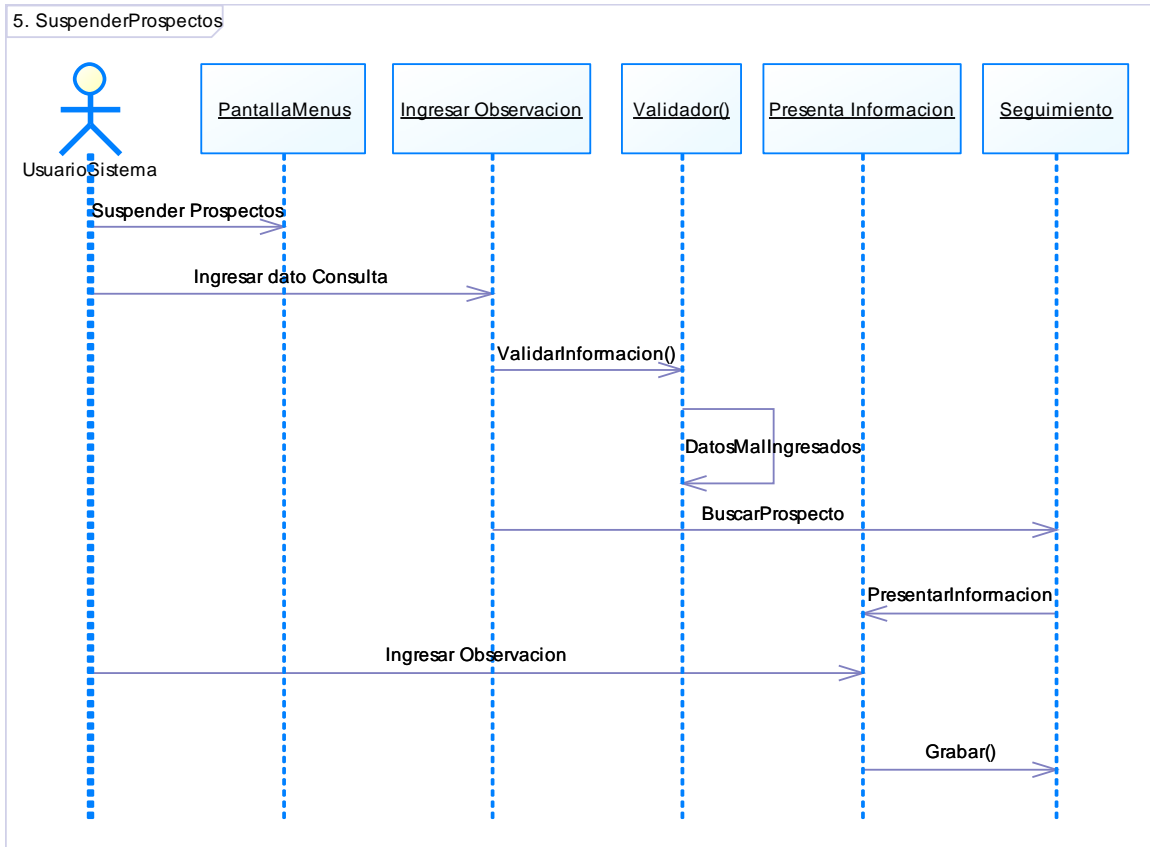 5. SuspenderProspectos
PantallaMenus
Ingresar Observacion
Validador()
Presenta Informacion
Seguimiento
UsuarioSistema
Suspender Prospectos
Ingresar dato Consulta
ValidarInformacion()
DatosMalIngresados
BuscarProspecto
PresentarInformacion
Ingresar Observacion
Grabar()